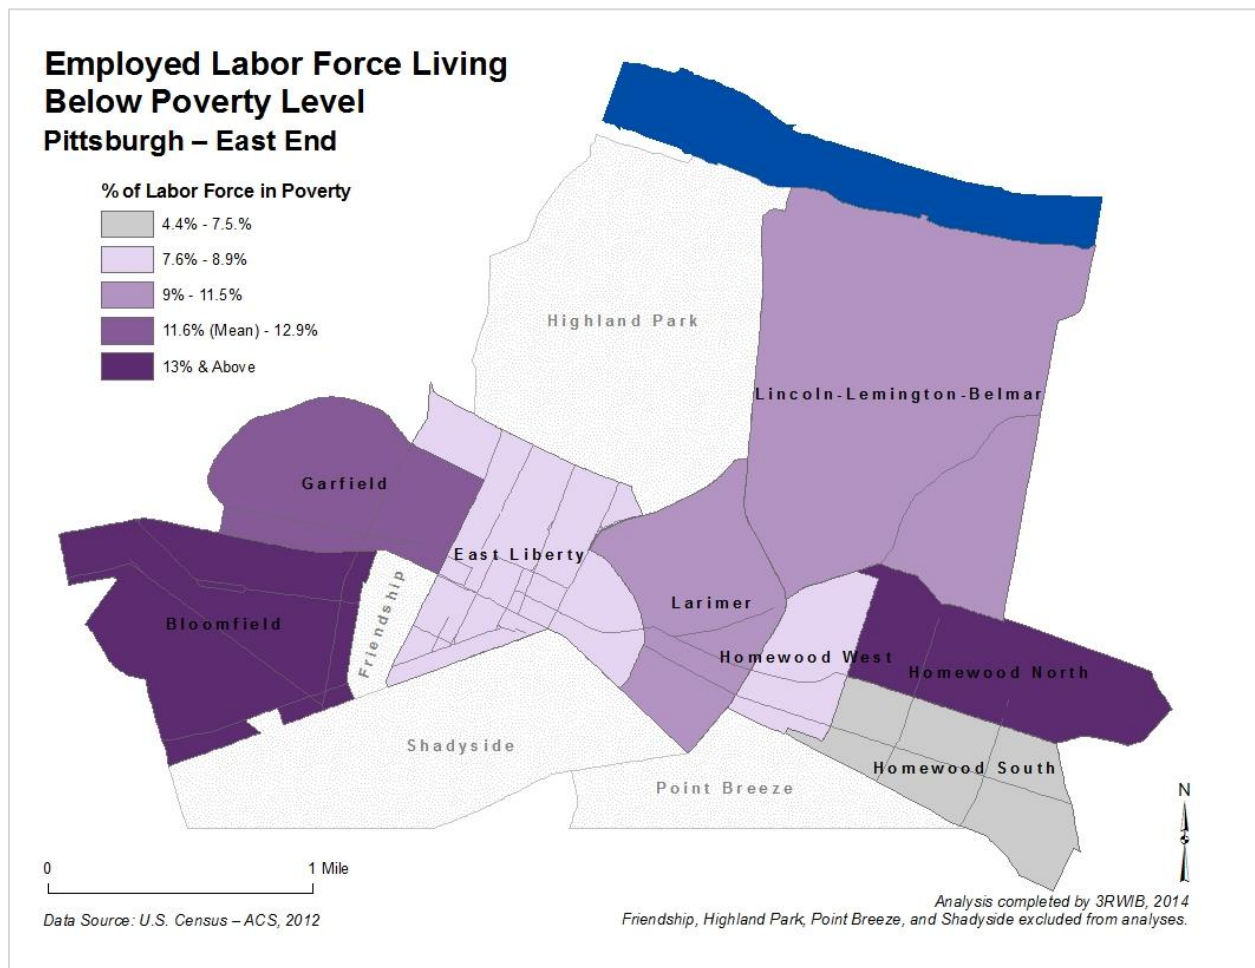 Employed Labor Force Living
Below Poverty Level
Pittsburgh – East End
% of Labor Force in Poverty
4.4% - 7.5.%
7.6% - 8.9%
9% - 11.5%
11.6% (Mean) - 12.9%
13% & Above
Highland Park
Lincoln-Lemington-Belmar
Garfield
East Liberty
Friendship
Larimer
Bloomfield
Homewood West
Homewood North
Shadyside
Homewood South
Point Breeze
N
0 1 Mile
Data Source: U.S. Census – ACS, 2012
Analysis completed by 3RWIB, 2014
Friendship, Highland Park, Point Breeze, and Shadyside excluded from analyses.